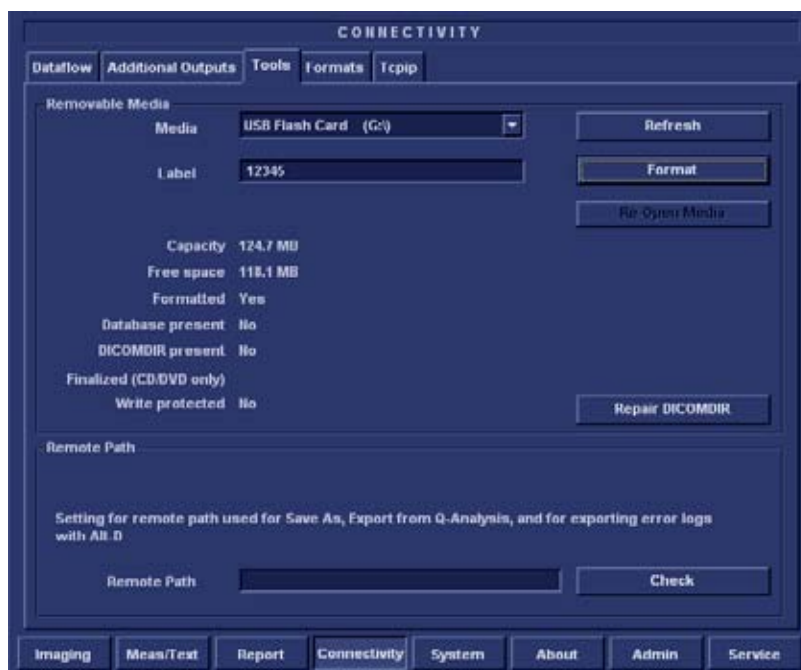 CONNECTIVITY
Dataflow Additional Outputs Tools Formats Tcpip
Removable Media
Media USB Flash Card (G:\) Refresh
Label 12345 Format
Re-Open Media
Capacity 124.7 MB
Free space 118.1 MB
Formatted Yes
Database present No
DICOMDIR present No
Finalized (CD/DVD only)
Write protected No Repair DICOMDIR
Remote Path
Setting for remote path used for Save As, Export from Q-Analysis, and for exporting error logs
with Alt-D
Remote Path Check
Imaging Meas/Text Report Connectivity System About Admin Service